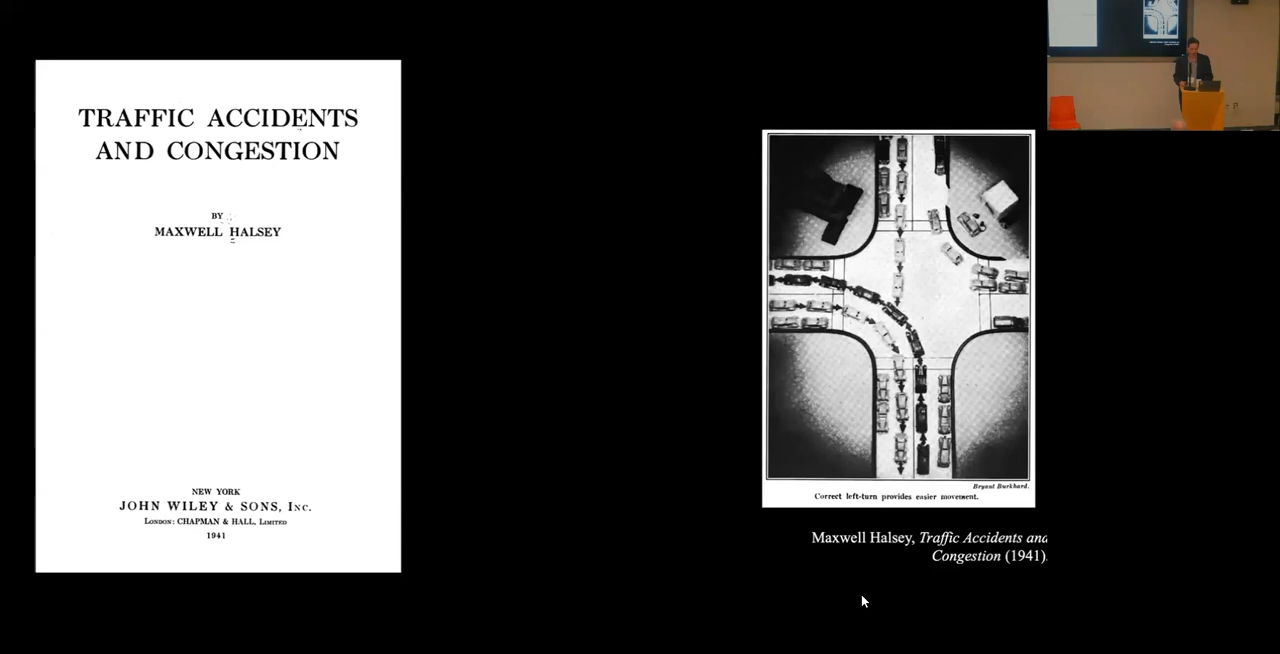 TRAFFIC ACCIDENTS
AND CONGESTION
BY
MAXWELL HALSEY
NEW YORK
JOHN WILEY & SONS, INC.
LONDON: CHAPMAN & HALL, LIMITED
1941
Bryant Burkhard.
Correct left-turn provides easier movement.
Maxwell Halsey, Traffic Accidents and
Congestion (1941).